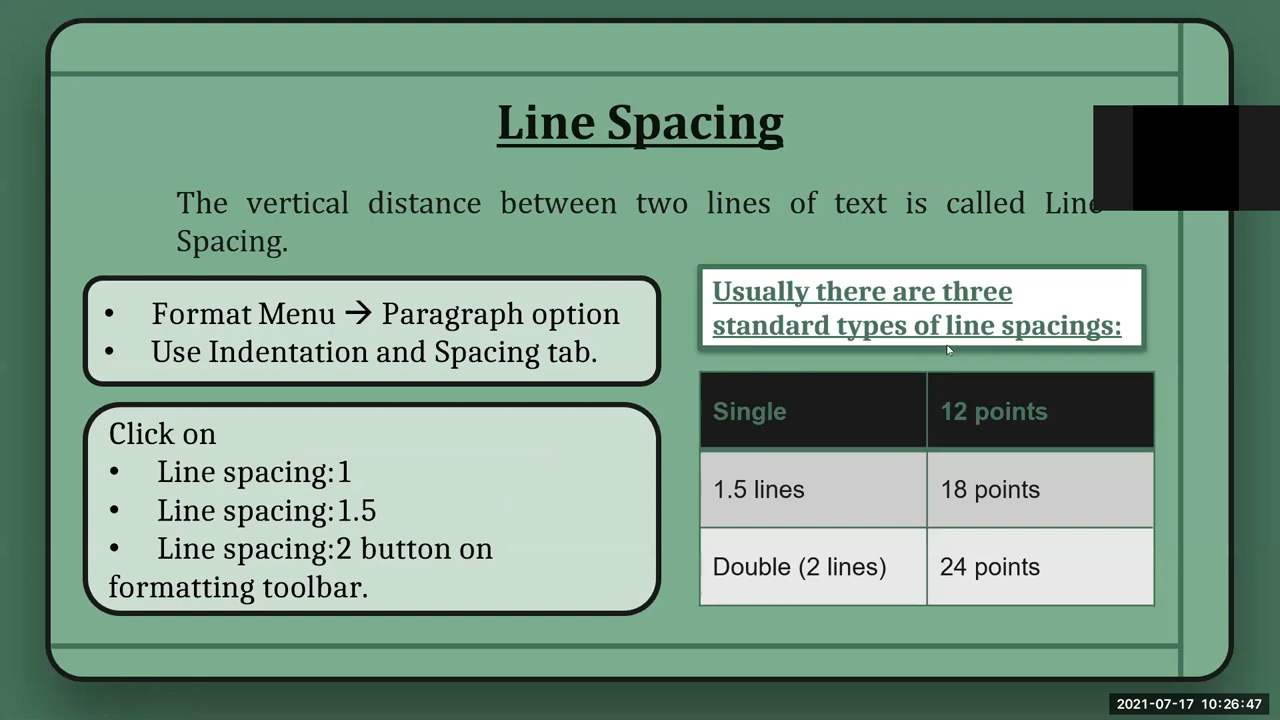 Line Spacing
The vertical distance between two lines of text is called Line
Spacing.
• Format Menu → Paragraph option
• Use Indentation and Spacing tab.
Click on
• Line spacing:1
• Line spacing:1.5
• Line spacing:2 button on
formatting toolbar.
Usually there are three
standard types of line spacings:
Single 12 points
1.5 lines 18 points
Double (2 lines) 24 points
2021-07-17 10:26:47